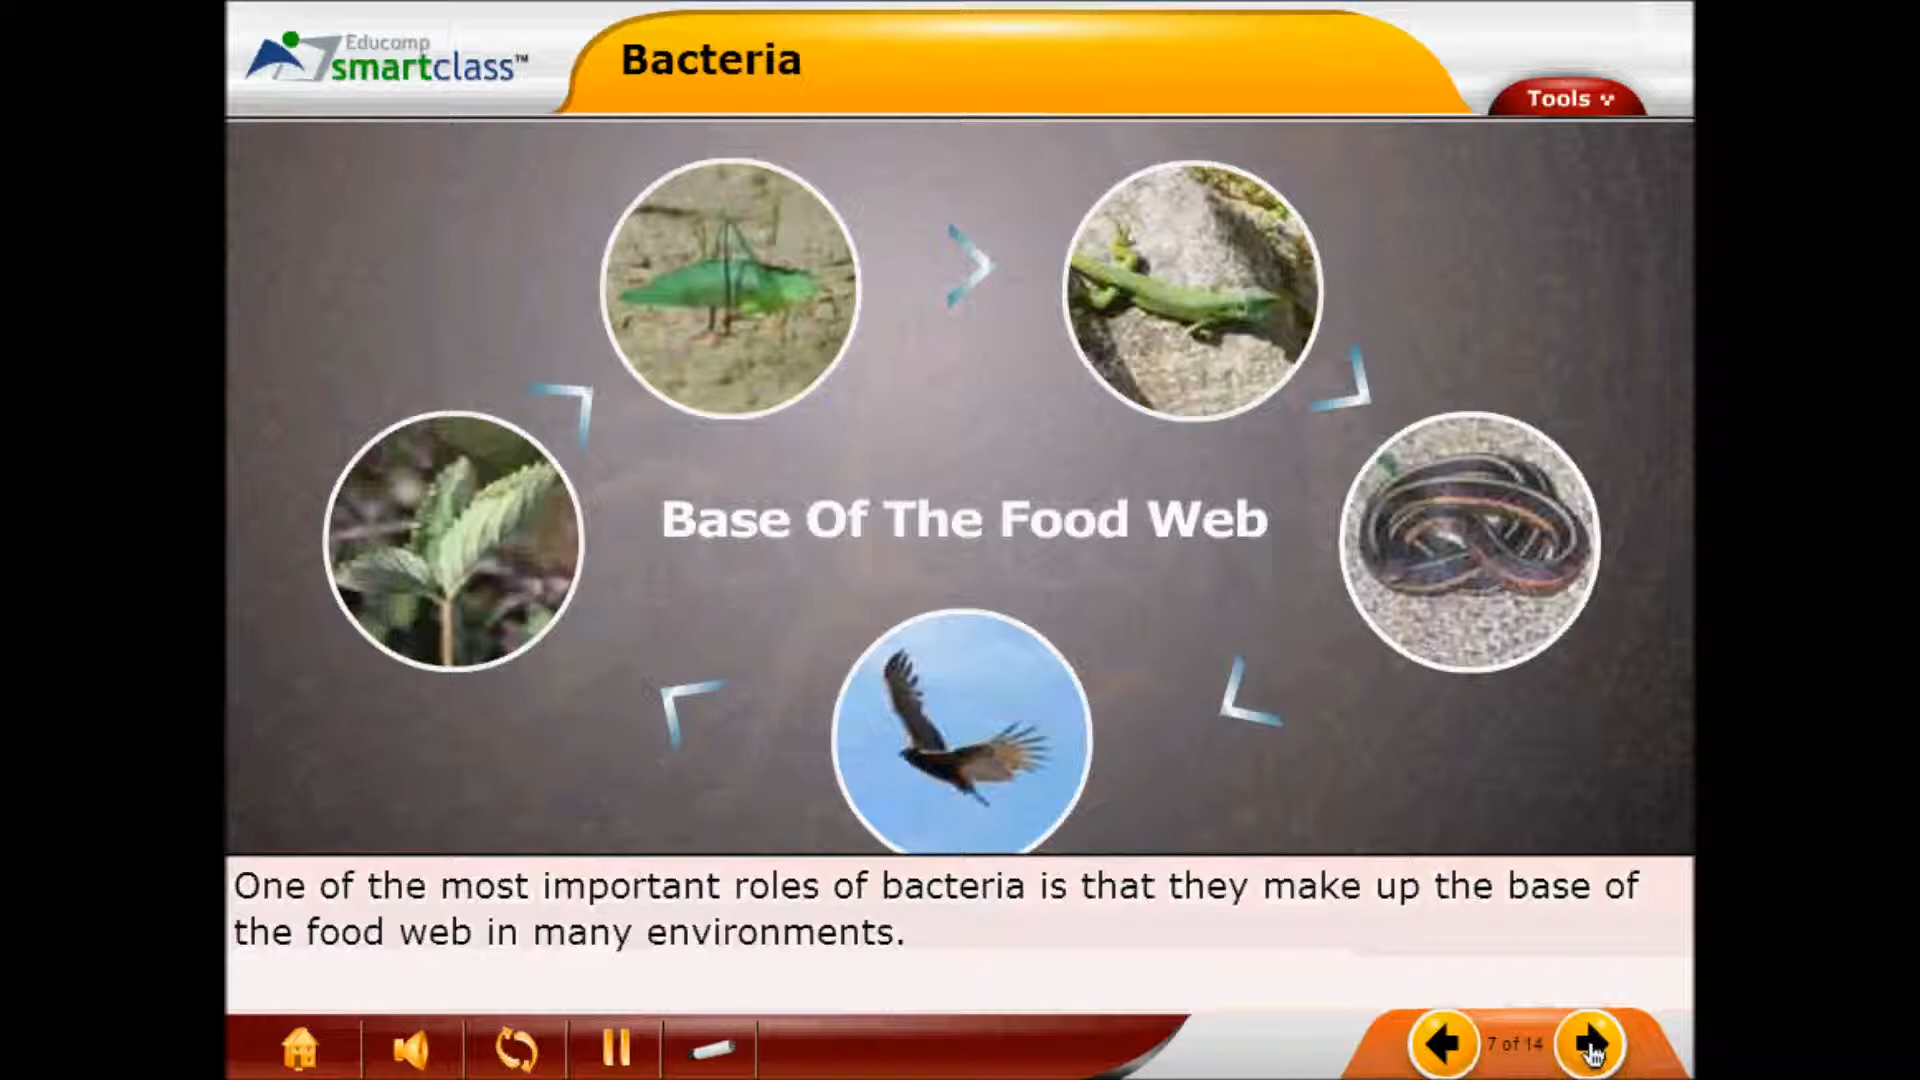 Educomp
smartclass™
Bacteria
Tools
Base Of The Food Web
One of the most important roles of bacteria is that they make up the base of
the food web in many environments.
7 of 14